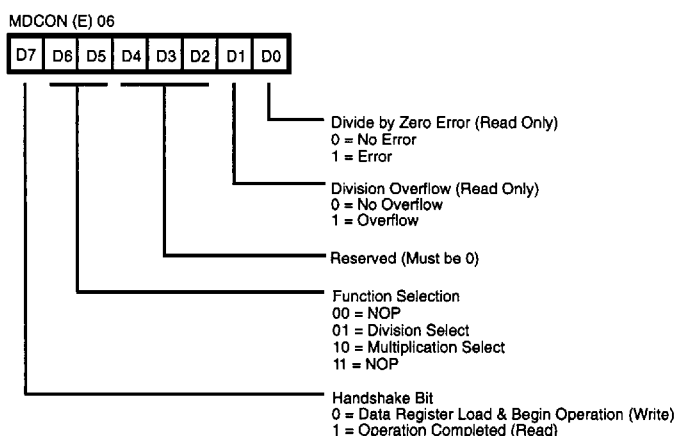 MDCON (E) 06
D7 D6 D5 D4 D3 D2 D1 D0
Divide by Zero Error (Read Only)
0 = No Error
1 = Error
Division Overflow (Read Only)
0 = No Overflow
1 = Overflow
Reserved (Must be 0)
Function Selection
00 = NOP
01 = Division Select
10 = Multiplication Select
11 = NOP
Handshake Bit
0 = Data Register Load & Begin Operation (Write)
1 = Operation Completed (Read)